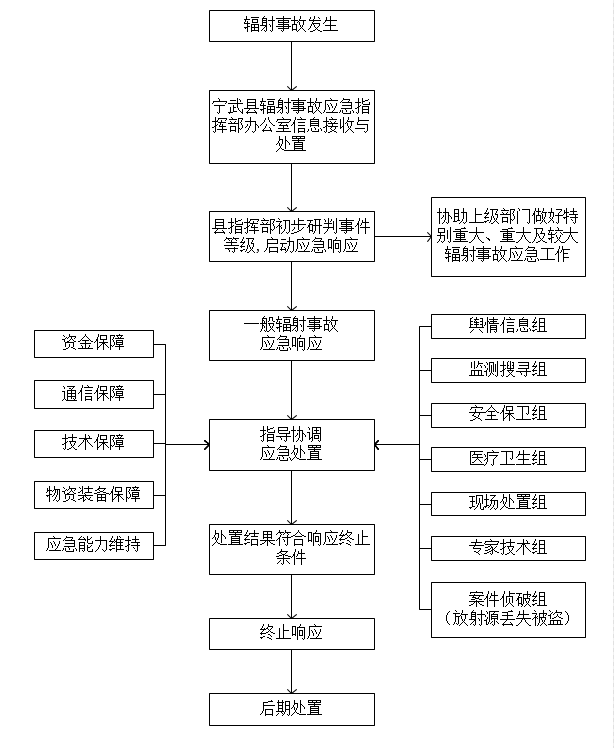 辐射事故发生
宁武县辐射事故应急指
挥部办公室信息接收与
处置
县指挥部初步研判事件
等级,启动应急响应
协助上级部门做好特
别重大、重大及较大
辐射事故应急工作
一般辐射事故
应急响应
资金保障
通信保障
技术保障
物资装备保障
应急能力维持
指导协调
应急处置
舆情信息组
监测搜寻组
安全保卫组
医疗卫生组
现场处置组
专家技术组
案件侦破组
（放射源丢失被盗）
处置结果符合响应终止
条件
终止响应
后期处置